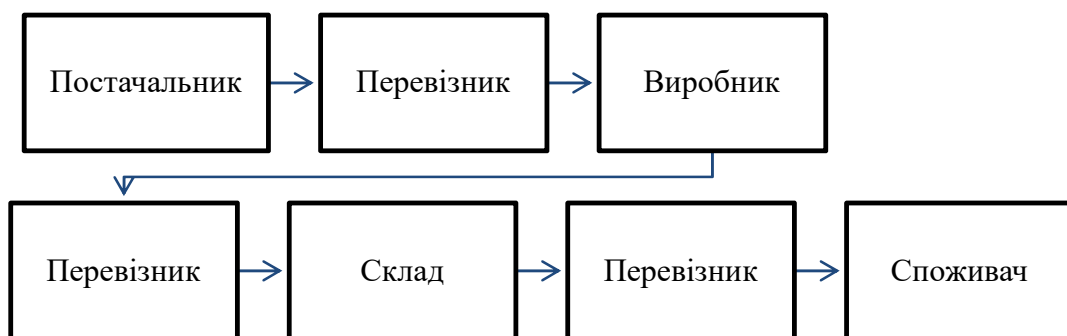 Постачальник
Перевізник
Виробник
Перевізник
Склад
Перевізник
Споживач